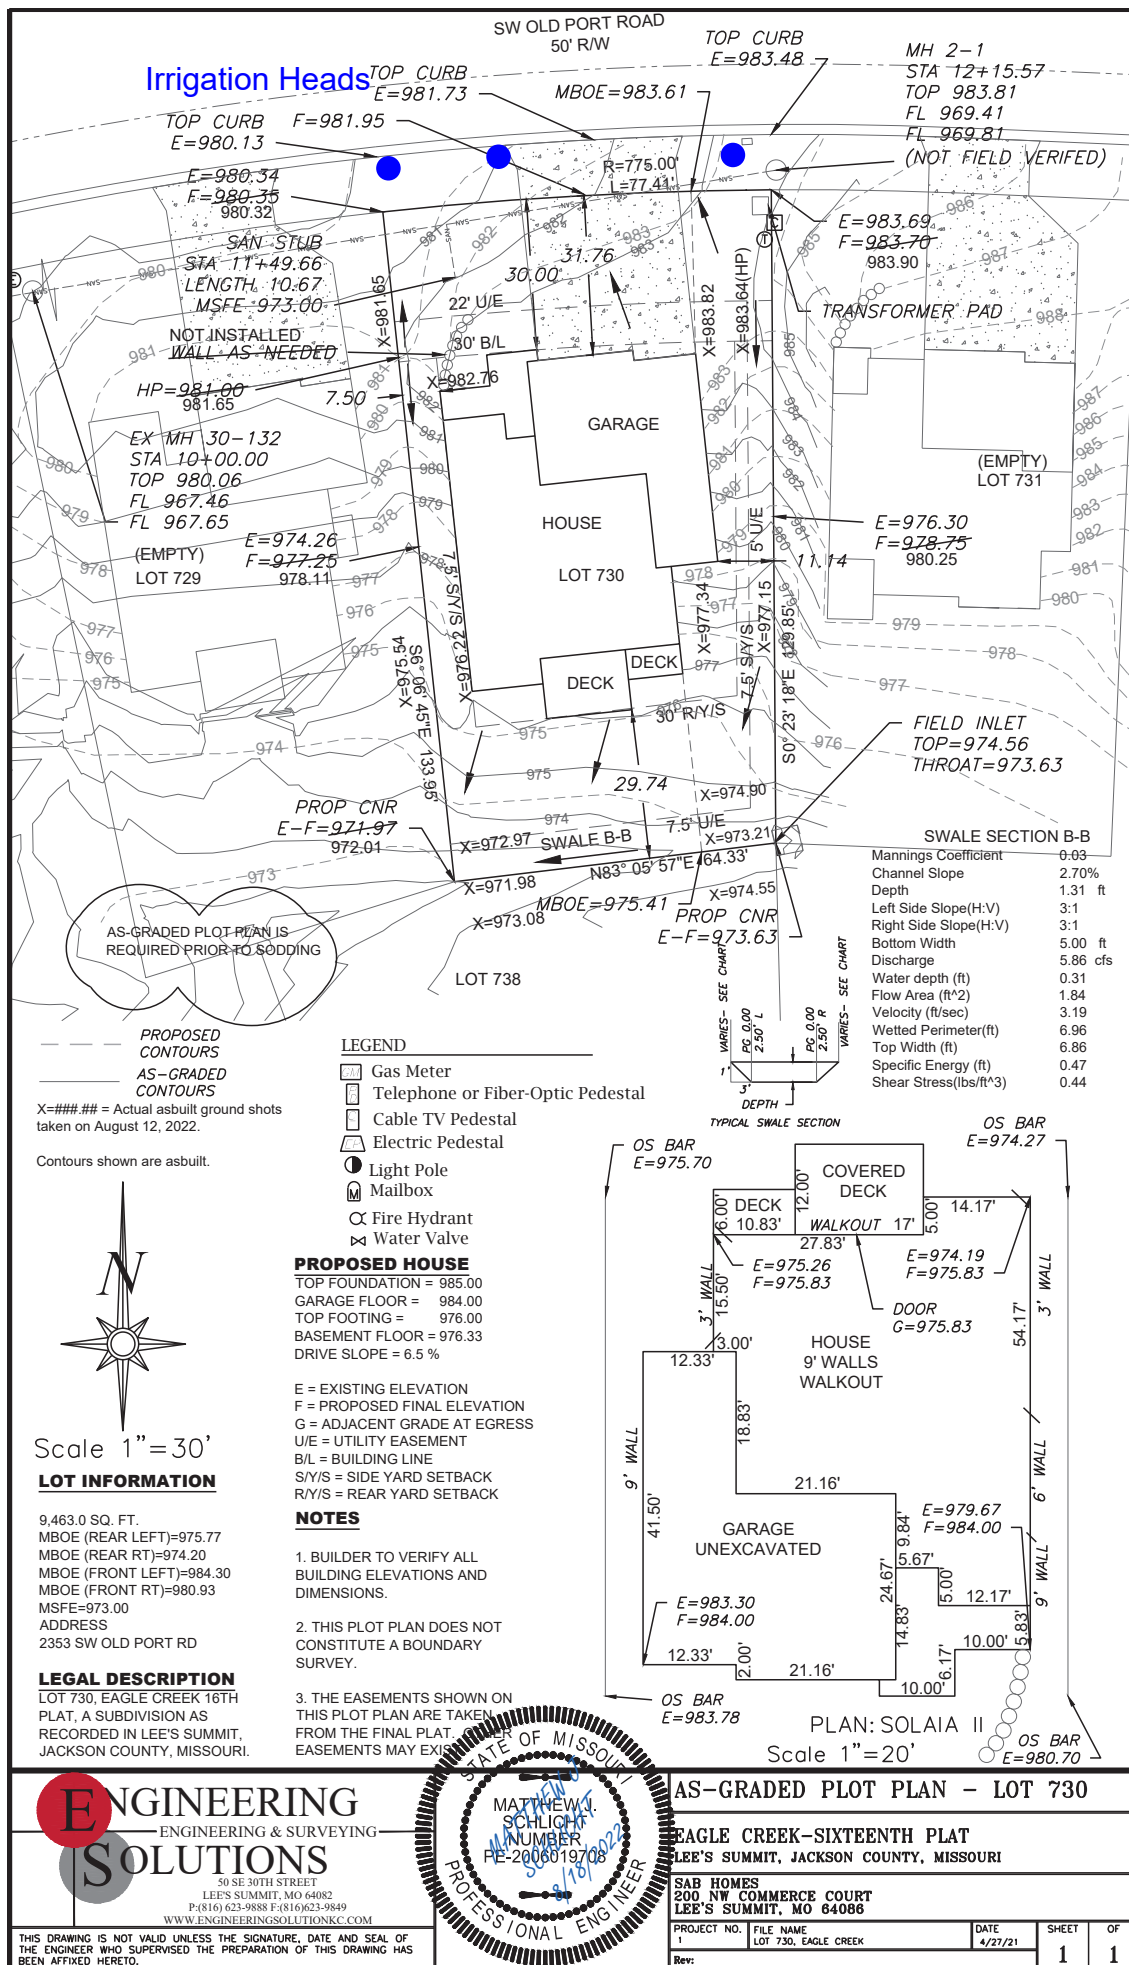 SW OLD PORT ROAD
50' R/W
Irrigation Heads
TOP CURB
E=981.73
TOP CURB
E=983.48
MH 2-1
STA 12+15.57
TOP 983.81
FL 969.41
FL 969.81
(NOT FIELD VERIFED)
MBOE=983.61
TOP CURB
E=980.13
F=981.95
R=775.00'
L=77.41'
E=980.34
F=980.35
980.32
SAN STUB
STA 11+49.66
LENGTH 10.67
MSFE=973.00
NOT INSTALLED
WALL AS NEEDED
HP=981.00
981.65
EX MH 30-132
STA 10+00.00
TOP 980.06
FL 967.46
FL 967.65
(EMPTY)
LOT 729
E=974.26
F=977.25
978.11
X=981.65
22' U/E
30' B/L
30.00
31.76
X=982.76
7.50
X=983.82
X=983.64(HP)
E=983.69
F=983.70
983.90
TRANSFORMER PAD
GARAGE
HOUSE
LOT 730
DECK
DECK
(EMPTY)
LOT 731
E=976.30
F=978.75
980.25
5' U/E
11.14
X=977.34
X=977.15
7.5' S/Y/S
S0° 23' 18"E 129.85'
7.5' S/Y/S
X=976.22
X=975.54
S6° 06' 45"E 133.95'
30' R/Y/S
29.74
X=974.90
FIELD INLET
TOP=974.56
THROAT=973.63
PROP CNR
E-F=971.97
972.01
X=972.97
SWALE B-B
7.5' U/E
X=973.21
N83° 05' 57"E 64.33'
X=971.98
MBOE=975.41
X=974.55
X=973.08
PROP CNR
E-F=973.63
LOT 738
AS-GRADED PLOT PLAN IS
REQUIRED PRIOR TO SODDING
SWALE SECTION B-B
Mannings Coefficient 0.03
Channel Slope 2.70%
Depth 1.31 ft
Left Side Slope(H:V) 3:1
Right Side Slope(H:V) 3:1
Bottom Width 5.00 ft
Discharge 5.86 cfs
Water depth (ft) 0.31
Flow Area (ft^2) 1.84
Velocity (ft/sec) 3.19
Wetted Perimeter(ft) 6.96
Top Width (ft) 6.86
Specific Energy (ft) 0.47
Shear Stress(lbs/ft^3) 0.44
VARIES- SEE CHART
PG 0.00
2.50' L
PG 0.00
2.50' R
VARIES- SEE CHART
1'
3'
DEPTH
TYPICAL SWALE SECTION
PROPOSED
CONTOURS
AS-GRADED
CONTOURS
X=###.## = Actual asbuilt ground shots
taken on August 12, 2022.
Contours shown are asbuilt.
LEGEND
Gas Meter
Telephone or Fiber-Optic Pedestal
Cable TV Pedestal
Electric Pedestal
Light Pole
Mailbox
Fire Hydrant
Water Valve
N
Scale 1"=30'
PROPOSED HOUSE
TOP FOUNDATION = 985.00
GARAGE FLOOR = 984.00
TOP FOOTING = 976.00
BASEMENT FLOOR = 976.33
DRIVE SLOPE = 6.5 %
E = EXISTING ELEVATION
F = PROPOSED FINAL ELEVATION
G = ADJACENT GRADE AT EGRESS
U/E = UTILITY EASEMENT
B/L = BUILDING LINE
S/Y/S = SIDE YARD SETBACK
R/Y/S = REAR YARD SETBACK
LOT INFORMATION
9,463.0 SQ. FT.
MBOE (REAR LEFT)=975.77
MBOE (REAR RT)=974.20
MBOE (FRONT LEFT)=984.30
MBOE (FRONT RT)=980.93
MSFE=973.00
ADDRESS
2353 SW OLD PORT RD
LEGAL DESCRIPTION
LOT 730, EAGLE CREEK 16TH
PLAT, A SUBDIVISION AS
RECORDED IN LEE'S SUMMIT,
JACKSON COUNTY, MISSOURI.
NOTES
1. BUILDER TO VERIFY ALL
BUILDING ELEVATIONS AND
DIMENSIONS.
2. THIS PLOT PLAN DOES NOT
CONSTITUTE A BOUNDARY
SURVEY.
3. THE EASEMENTS SHOWN ON
THIS PLOT PLAN ARE TAKEN
FROM THE FINAL PLAT.
EASEMENTS MAY
OS BAR
E=975.70
OS BAR
E=974.27
COVERED
DECK
12.00'
DECK
10.83'
6.00'
WALKOUT 17'
5.00'
14.17'
27.83'
E=975.26
F=975.83
E=974.19
F=975.83
3' WALL
15.50'
DOOR
G=975.83
3' WALL
54.17'
HOUSE
9' WALLS
WALKOUT
3.00'
12.33'
18.83'
9' WALL
41.50'
21.16'
6' WALL
E=979.67
F=984.00
GARAGE
UNEXCAVATED
9.84'
5.67'
24.67'
5.00'
12.17'
9' WALL
E=983.30
F=984.00
14.83'
5.83'
10.00'
12.33'
2.00'
21.16'
6.17'
10.00'
OS BAR
E=983.78
PLAN: SOLAIA II
Scale 1"=20'
OS BAR
E=980.70
ENGINEERING
ENGINEERING & SURVEYING
SOLUTIONS
50 SE 30TH STREET
LEE'S SUMMIT, MO 64082
P:(816) 623-9888 F:(816)623-9849
WWW.ENGINEERINGSOLUTIONKC.COM
THIS DRAWING IS NOT VALID UNLESS THE SIGNATURE, DATE AND SEAL OF
THE ENGINEER WHO SUPERVISED THE PREPARATION OF THIS DRAWING HAS
BEEN AFFIXED HERETO.
STATE OF MISSOURI
MATTHEW J.
SCHLICHT
NUMBER
PE-2006019708
PROFESSIONAL ENGINEER
MATTHEW J
SCHLICHT
8/18/2022
AS-GRADED PLOT PLAN - LOT 730
EAGLE CREEK-SIXTEENTH PLAT
LEE'S SUMMIT, JACKSON COUNTY, MISSOURI
SAB HOMES
200 NW COMMERCE COURT
LEE'S SUMMIT, MO 64086
PROJECT NO. FILE NAME DATE SHEET OF
1 LOT 730, EAGLE CREEK 4/27/21 1 1
Rev: